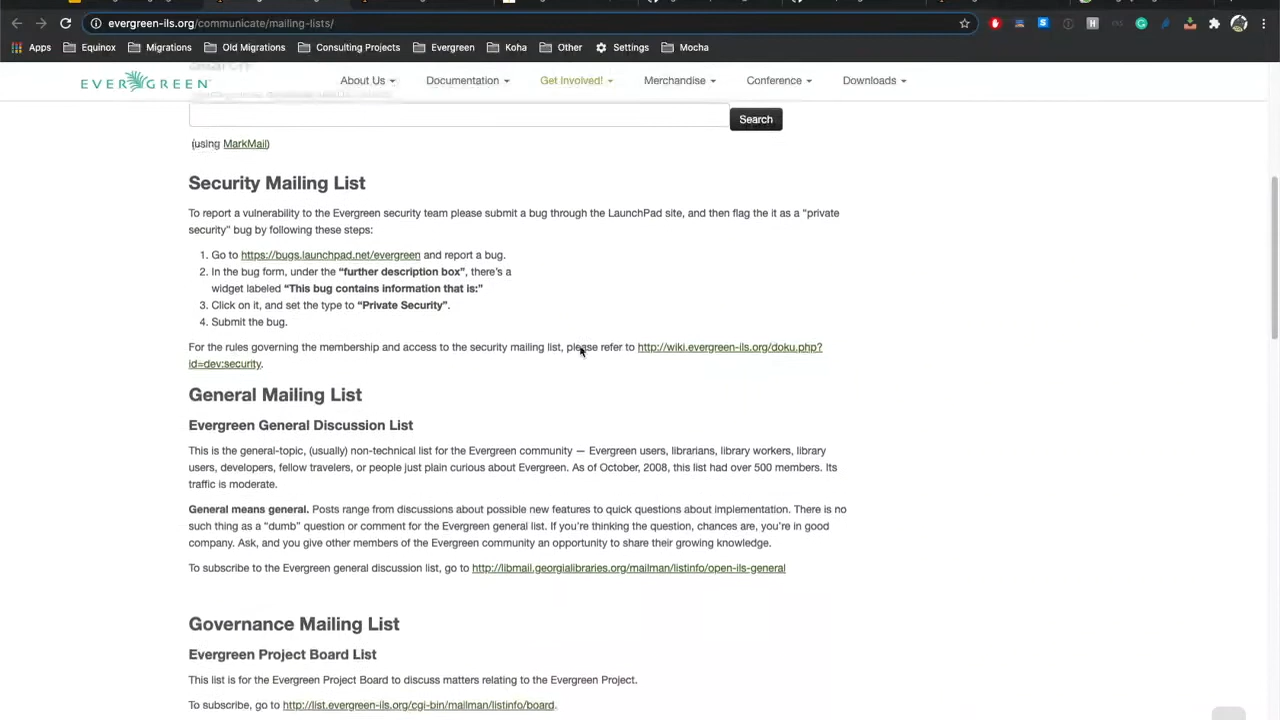 evergreen-ils.org/communicate/mailing-lists/
Apps Equinox Migrations Old Migrations Consulting Projects Evergreen Koha Other Settings Mocha
EVERGREEN About Us Documentation Get Involved! Merchandise Conference Downloads
Search
(using MarkMail)
Security Mailing List
To report a vulnerability to the Evergreen security team please submit a bug through the LaunchPad site, and then flag the it as a "private
security" bug by following these steps:
1. Go to https://bugs.launchpad.net/evergreen and report a bug.
2. In the bug form, under the “further description box”, there’s a
widget labeled “This bug contains information that is:”
3. Click on it, and set the type to “Private Security”.
4. Submit the bug.
For the rules governing the membership and access to the security mailing list, please refer to http://wiki.evergreen-ils.org/doku.php?
id=dev:security.
General Mailing List
Evergreen General Discussion List
This is the general-topic, (usually) non-technical list for the Evergreen community — Evergreen users, librarians, library workers, library
users, developers, fellow travelers, or people just plain curious about Evergreen. As of October, 2008, this list had over 500 members. Its
traffic is moderate.
General means general. Posts range from discussions about possible new features to quick questions about implementation. There is no
such thing as a “dumb” question or comment for the Evergreen general list. If you’re thinking the question, chances are, you’re in good
company. Ask, and you give other members of the Evergreen community an opportunity to share their growing knowledge.
To subscribe to the Evergreen general discussion list, go to http://libmail.georgialibraries.org/mailman/listinfo/open-ils-general
Governance Mailing List
Evergreen Project Board List
This list is for the Evergreen Project Board to discuss matters relating to the Evergreen Project.
To subscribe, go to http://list.evergreen-ils.org/cgi-bin/mailman/listinfo/board.